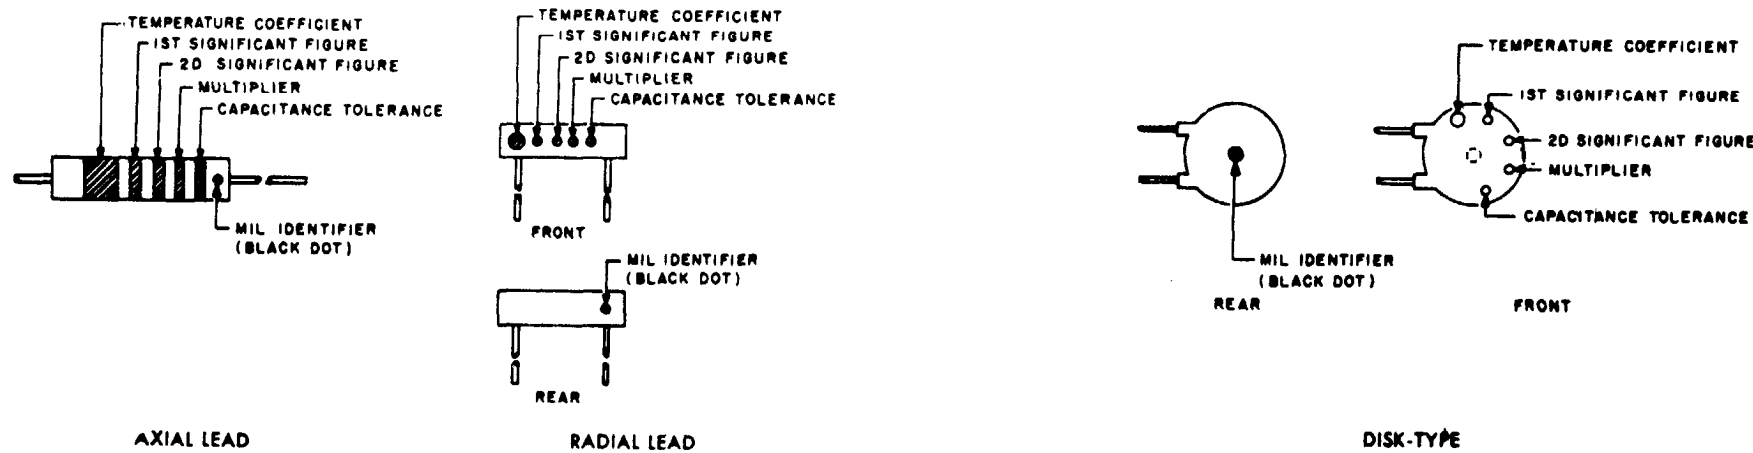 TEMPERATURE COEFFICIENT
1ST SIGNIFICANT FIGURE
2D SIGNIFICANT FIGURE
MULTIPLIER
CAPACITANCE TOLERANCE
MIL IDENTIFIER
(BLACK DOT)
AXIAL LEAD
TEMPERATURE COEFFICIENT
1ST SIGNIFICANT FIGURE
2D SIGNIFICANT FIGURE
MULTIPLIER
CAPACITANCE TOLERANCE
FRONT
MIL IDENTIFIER
(BLACK DOT)
REAR
RADIAL LEAD
MIL IDENTIFIER
(BLACK DOT)
REAR
TEMPERATURE COEFFICIENT
1ST SIGNIFICANT FIGURE
2D SIGNIFICANT FIGURE
MULTIPLIER
CAPACITANCE TOLERANCE
FRONT
DISK-TYPE